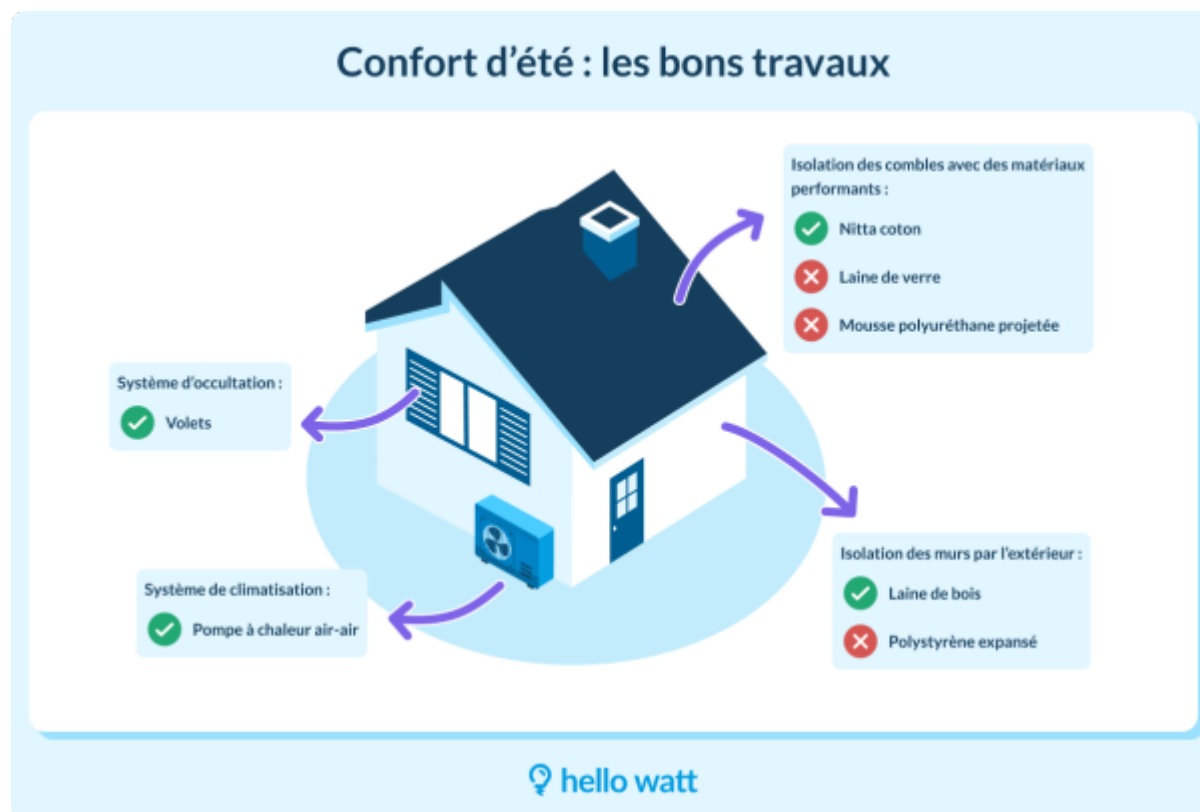 Confort d'été : les bons travaux
Isolation des combles avec des matériaux
performants :
Nitta coton
Laine de verre
Mousse polyuréthane projetée
Système d'occultation :
Volets
Système de climatisation :
Pompe à chaleur air-air
Isolation des murs par l'extérieur :
Laine de bois
Polystyrène expansé
hello watt